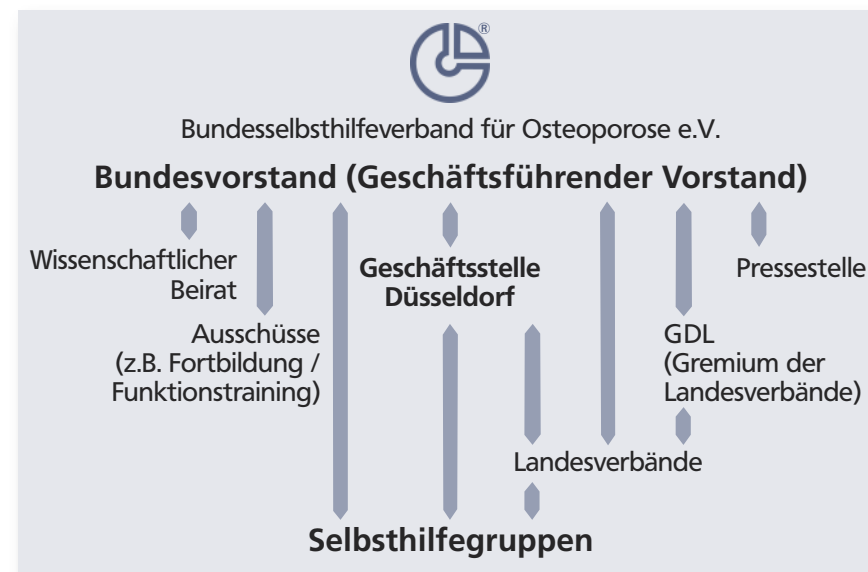 ®
Bundesselbsthilfeverband für Osteoporose e.V.
Bundesvorstand (Geschäftsführender Vorstand)
Wissenschaftlicher
Beirat
Geschäftsstelle
Düsseldorf
Pressestelle
Ausschüsse
(z.B. Fortbildung /
Funktionstraining)
GDL
(Gremium der
Landesverbände)
Landesverbände
Selbsthilfegruppen